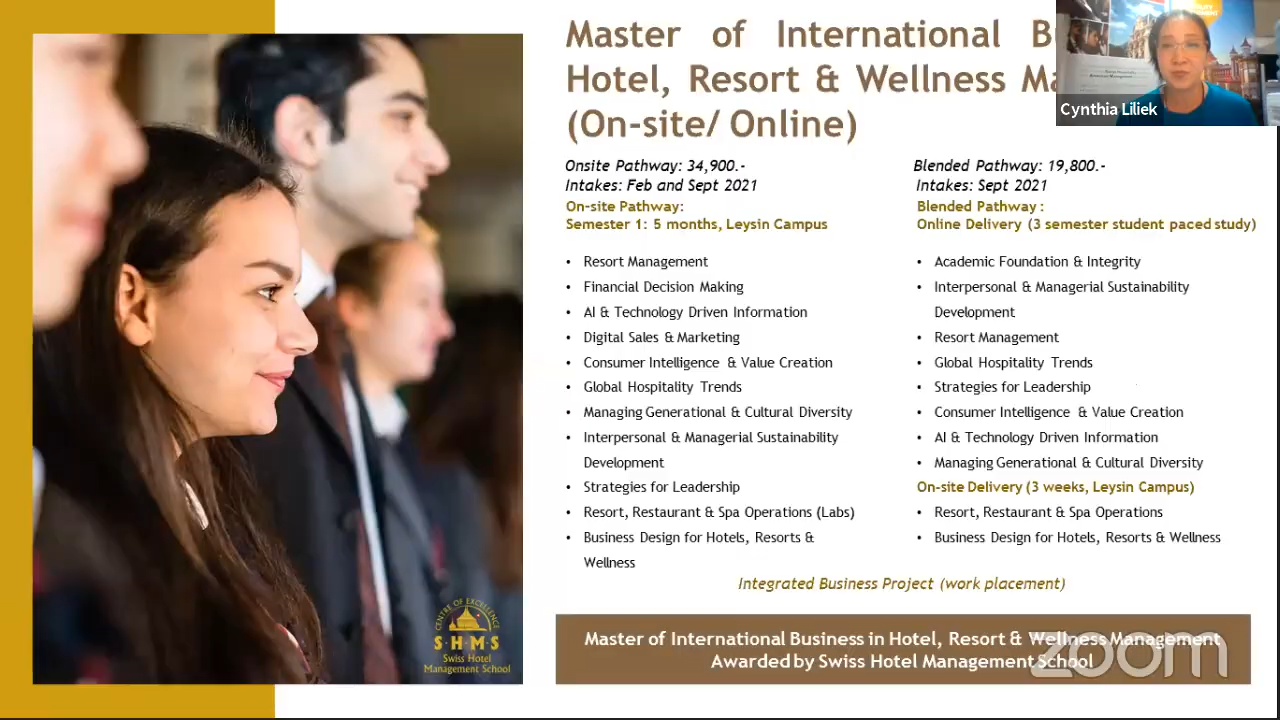 Master of International B
Hotel, Resort & Wellness Ma
(On-site/ Online)
Cynthia Liliek
Onsite Pathway: 34,900.-
Intakes: Feb and Sept 2021
On-site Pathway:
Semester 1: 5 months, Leysin Campus
• Resort Management
• Financial Decision Making
• AI & Technology Driven Information
• Digital Sales & Marketing
• Consumer Intelligence & Value Creation
• Global Hospitality Trends
• Managing Generational & Cultural Diversity
• Interpersonal & Managerial Sustainability
Development
• Strategies for Leadership
• Resort, Restaurant & Spa Operations (Labs)
• Business Design for Hotels, Resorts &
Wellness
Blended Pathway: 19,800.-
Intakes: Sept 2021
Blended Pathway :
Online Delivery (3 semester student paced study)
• Academic Foundation & Integrity
• Interpersonal & Managerial Sustainability
Development
• Resort Management
• Global Hospitality Trends
• Strategies for Leadership
• Consumer Intelligence & Value Creation
• AI & Technology Driven Information
• Managing Generational & Cultural Diversity
On-site Delivery (3 weeks, Leysin Campus)
• Resort, Restaurant & Spa Operations
• Business Design for Hotels, Resorts & Wellness
Integrated Business Project (work placement)
Master of International Business in Hotel, Resort & Wellness Management
Awarded by Swiss Hotel Management School
zoom
CENTRE OF EXCELLENCE
S·H·M·S
Swiss Hotel
Management School